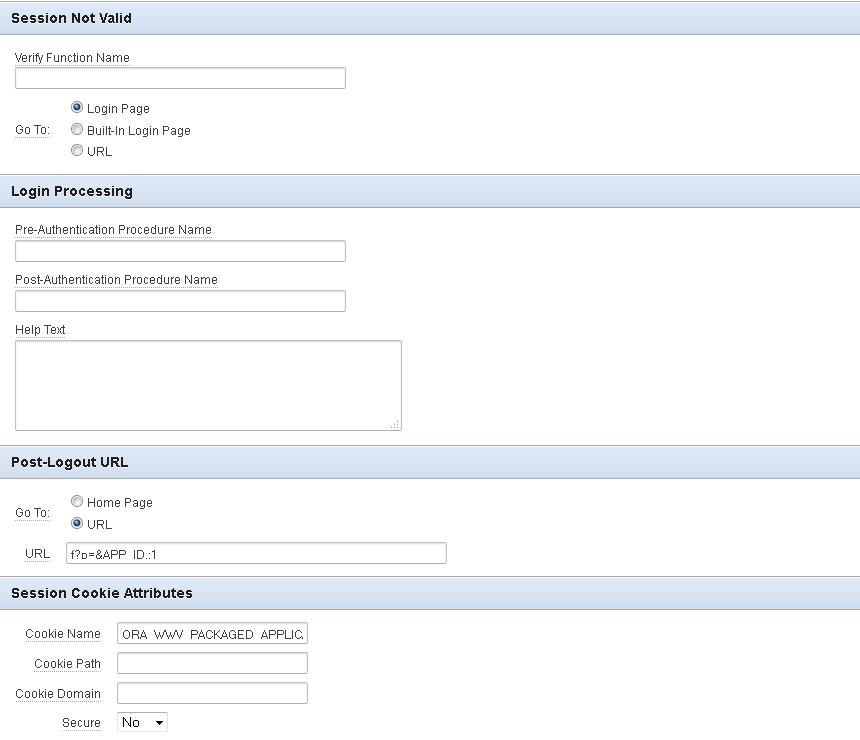 Session Not Valid
Verify Function Name
Login Page
Go To:
Built-In Login Page
URL
Login Processing
Pre-Authentication Procedure Name
Post-Authentication Procedure Name
Help Text
Post-Logout URL
Home Page
Go To:
URL
URL f?p=&APP_ID.:1
Session Cookie Attributes
Cookie Name ORA_WWV_PACKAGED_APPLIC
Cookie Path
Cookie Domain
Secure No